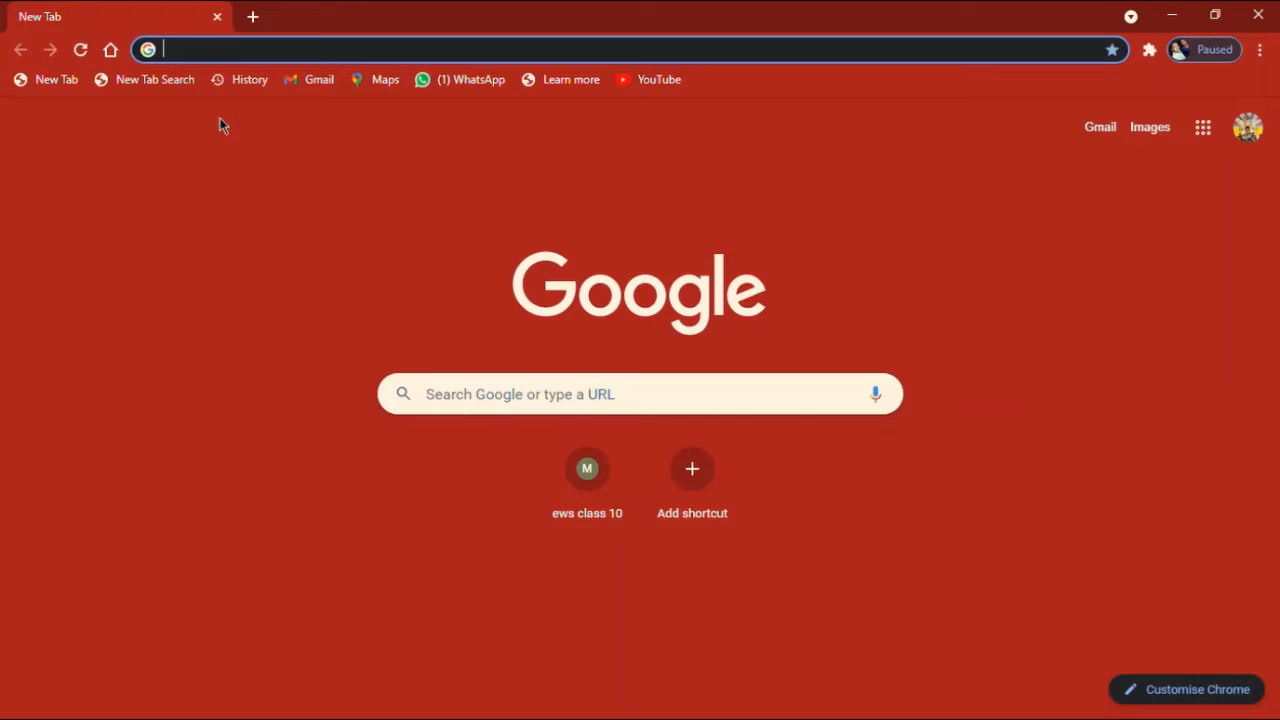 New Tab
Paused
New Tab
New Tab Search
History
Gmail
Maps
(1) WhatsApp
Learn more
YouTube
Gmail
Images
Google
Search Google or type a URL
M
ews class 10
Add shortcut
Customise Chrome